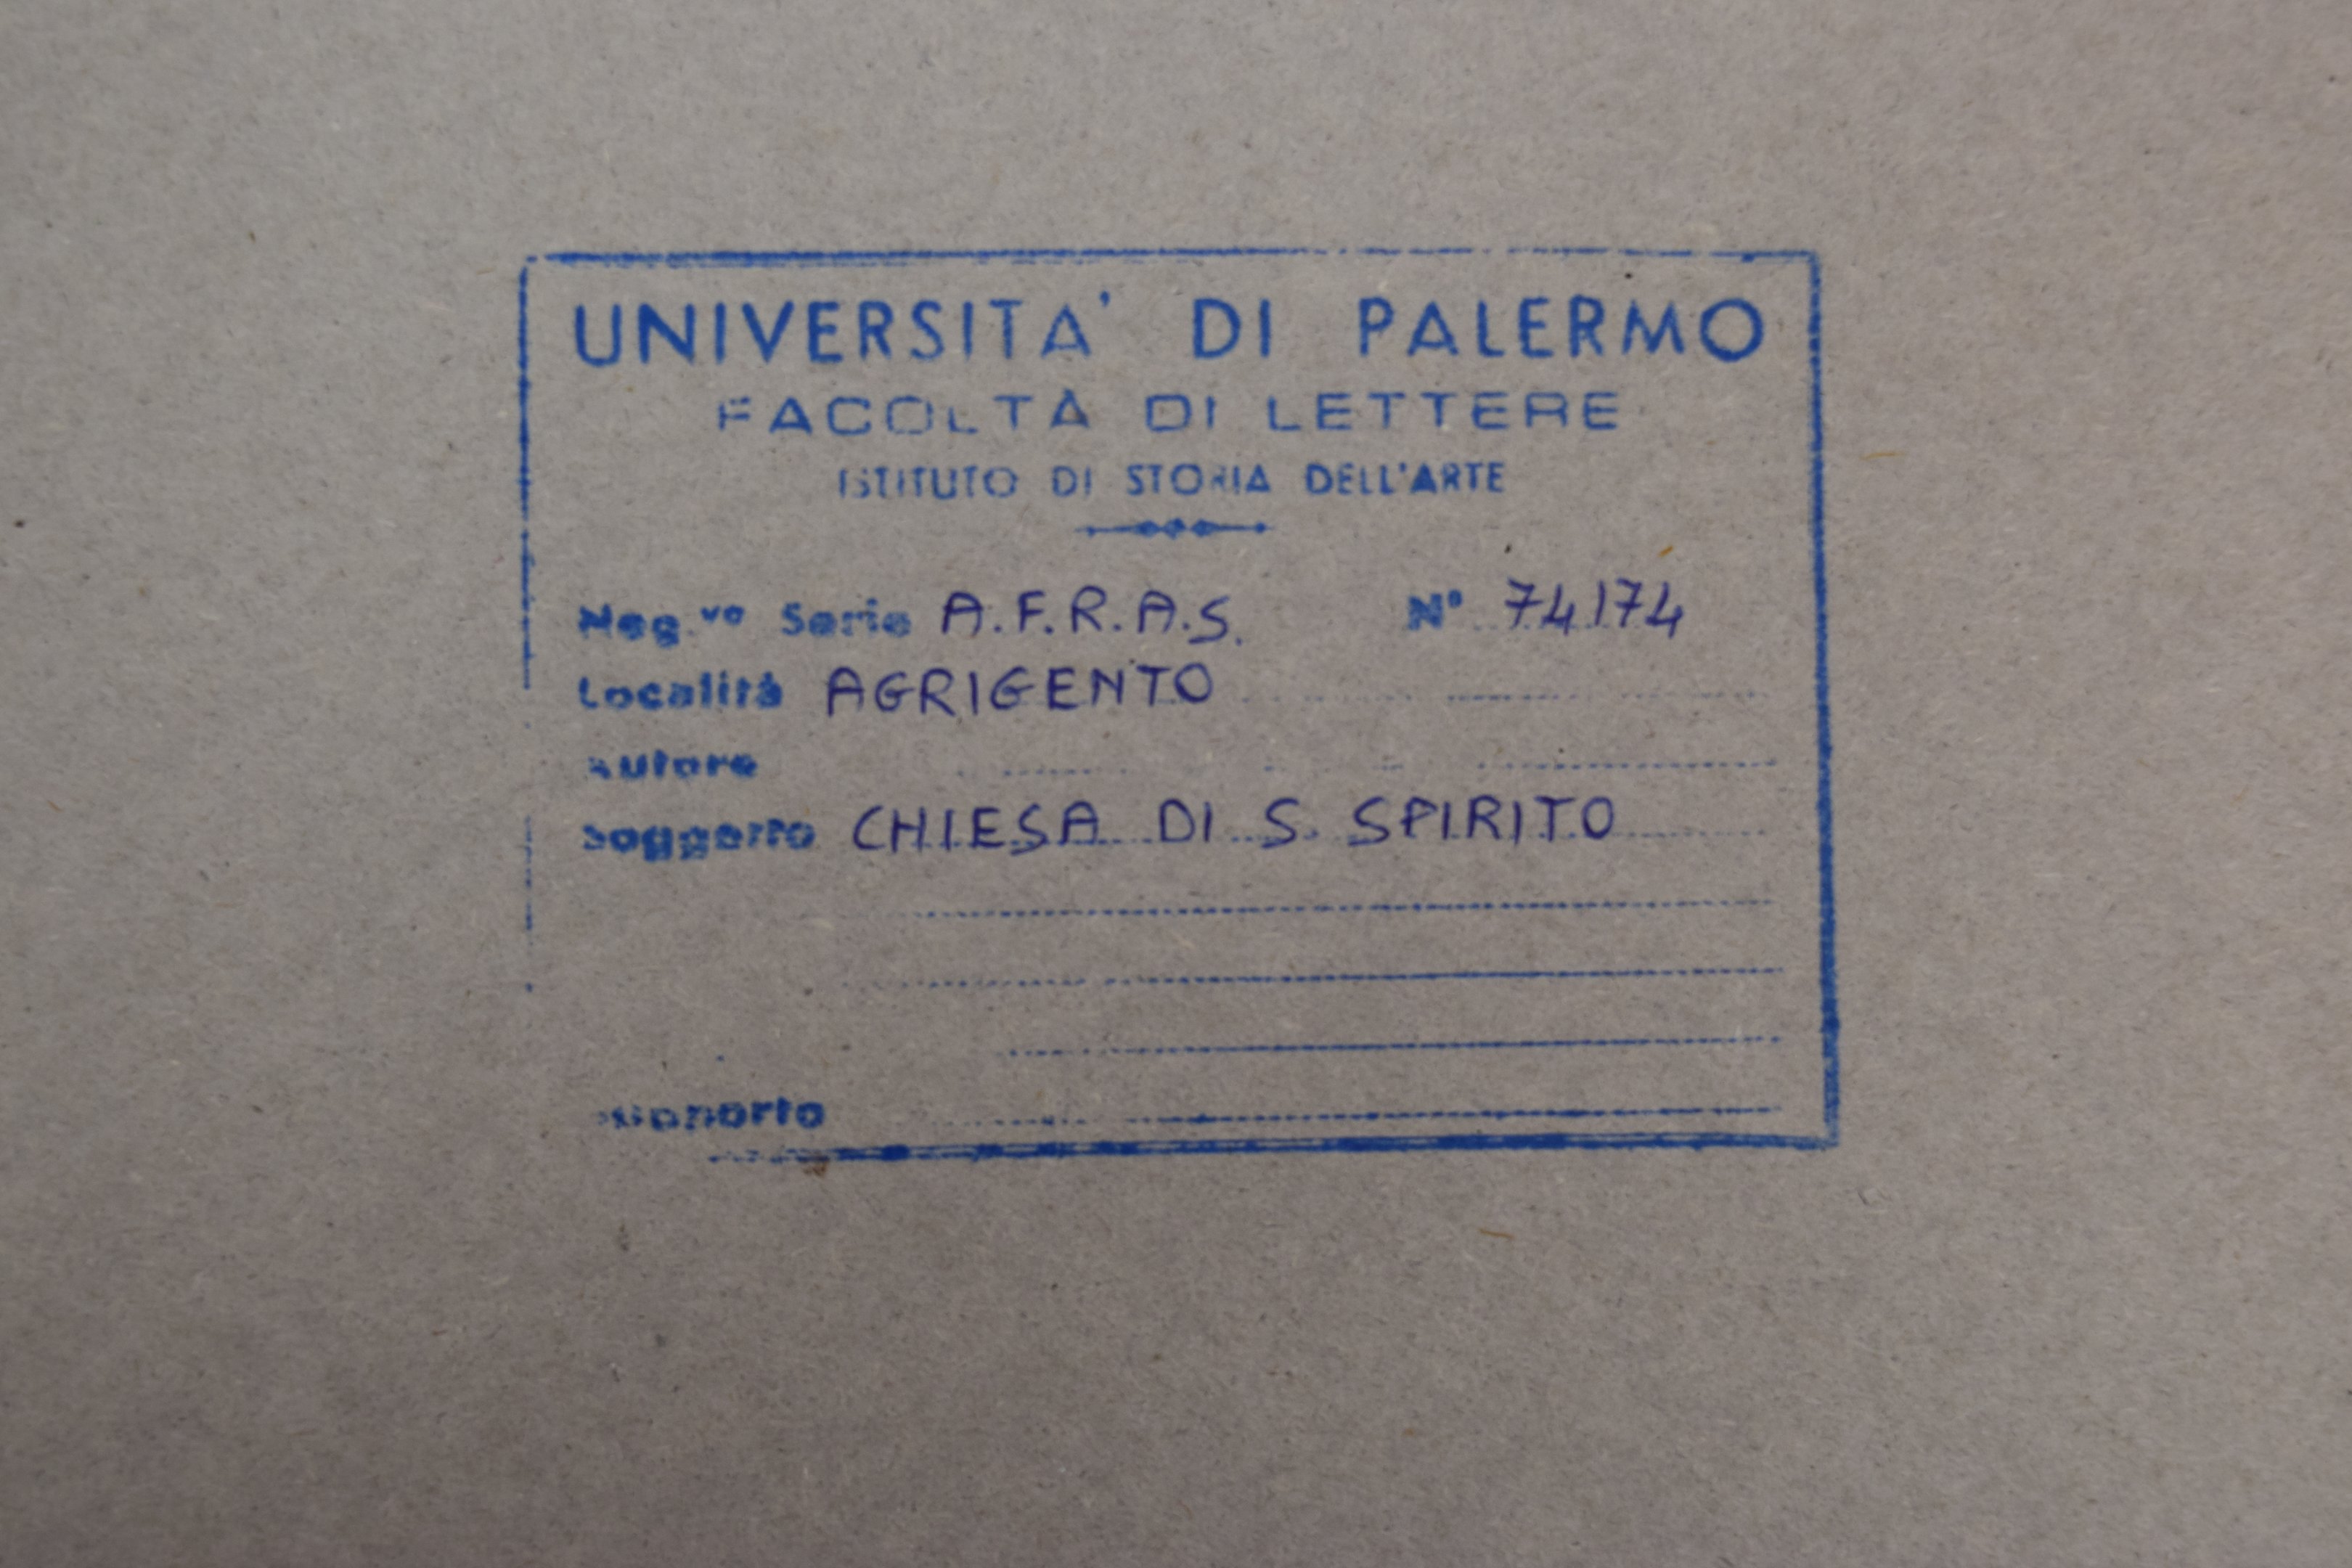 UNIVERSITA' DI PALERMO
FACOLTÀ DI LETTERE
ISTITUTO DI STORIA DELL'ARTE
Neg.vo Serie A.F.R.A.S. N° 74174
Località AGRIGENTO
Autore
Soggetto CHIESA DI S. SPIRITO